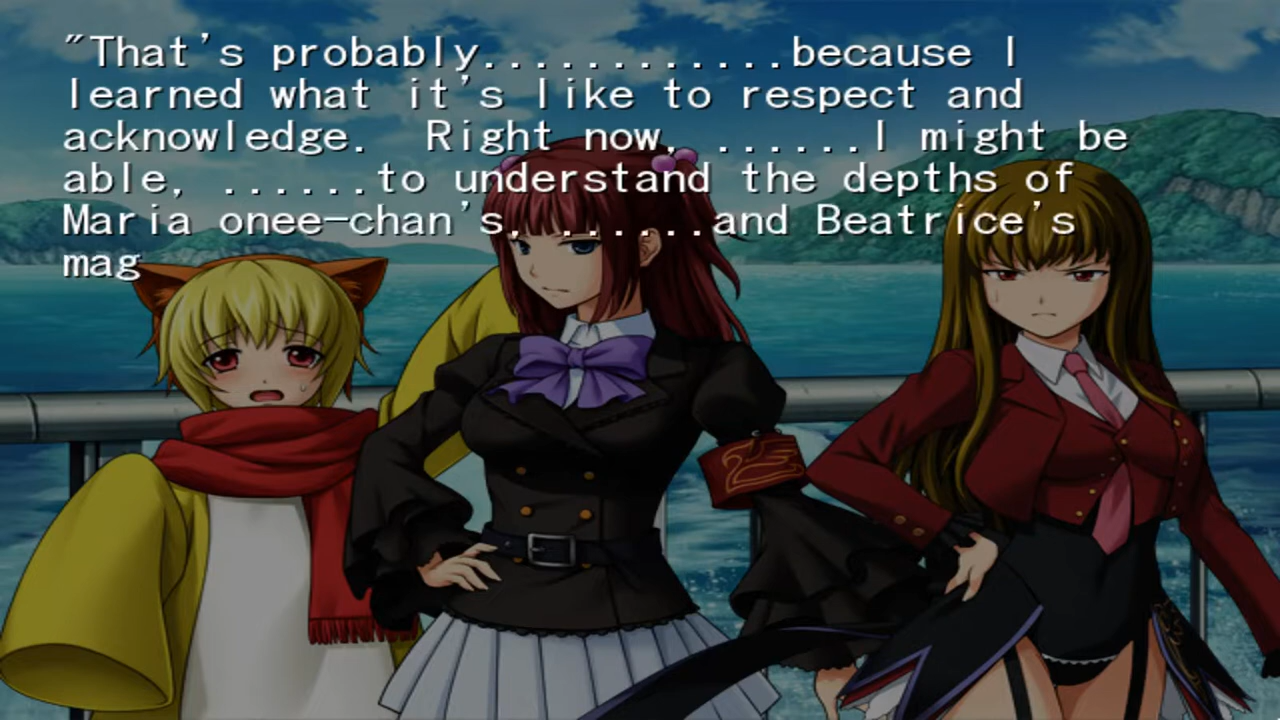 "That's probably.............because I
learned what it's like to respect and
acknowledge.  Right now, ......I might be
able, ......to understand the depths of
Maria onee-chan's, ......and Beatrice's
mag